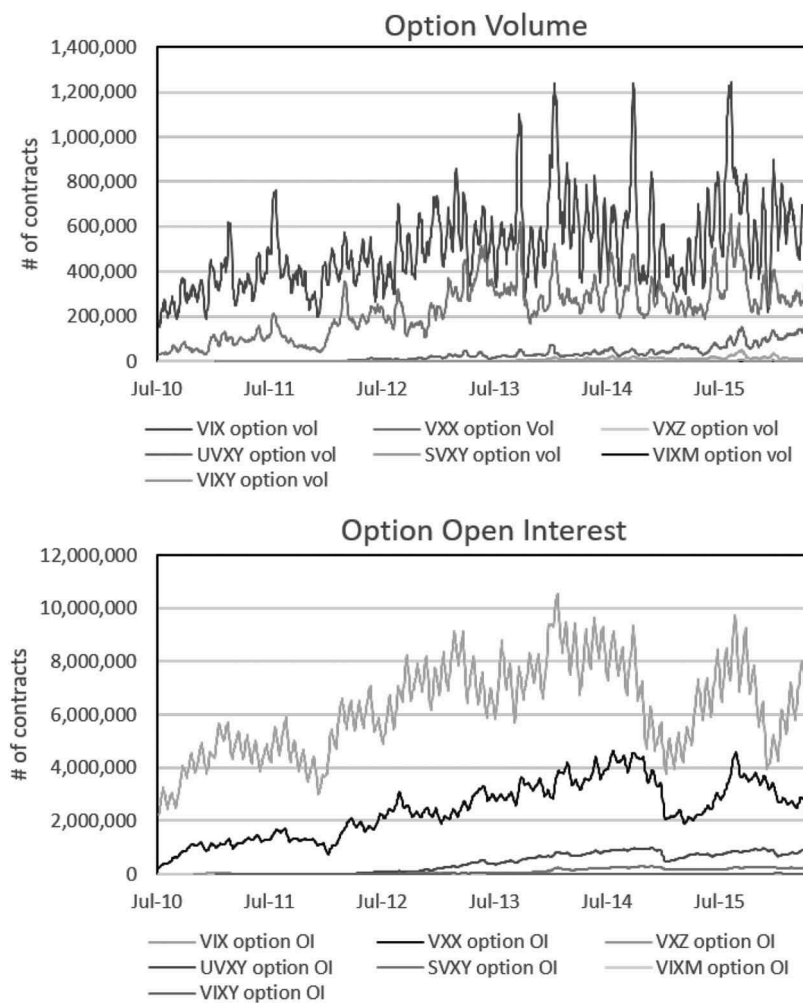 Option Volume
1,400,000
1,200,000
1,000,000
800,000
600,000
400,000
200,000
0
# of contracts
Jul-10 Jul-11 Jul-12 Jul-13 Jul-14 Jul-15
VIX option vol VXX option Vol VXZ option vol
UVXY option vol SVXY option vol VIXM option vol
VIXY option vol
Option Open Interest
12,000,000
10,000,000
8,000,000
6,000,000
4,000,000
2,000,000
0
# of contracts
Jul-10 Jul-11 Jul-12 Jul-13 Jul-14 Jul-15
VIX option OI VXX option OI VXZ option OI
UVXY option OI SVXY option OI VIXM option OI
VIXY option OI